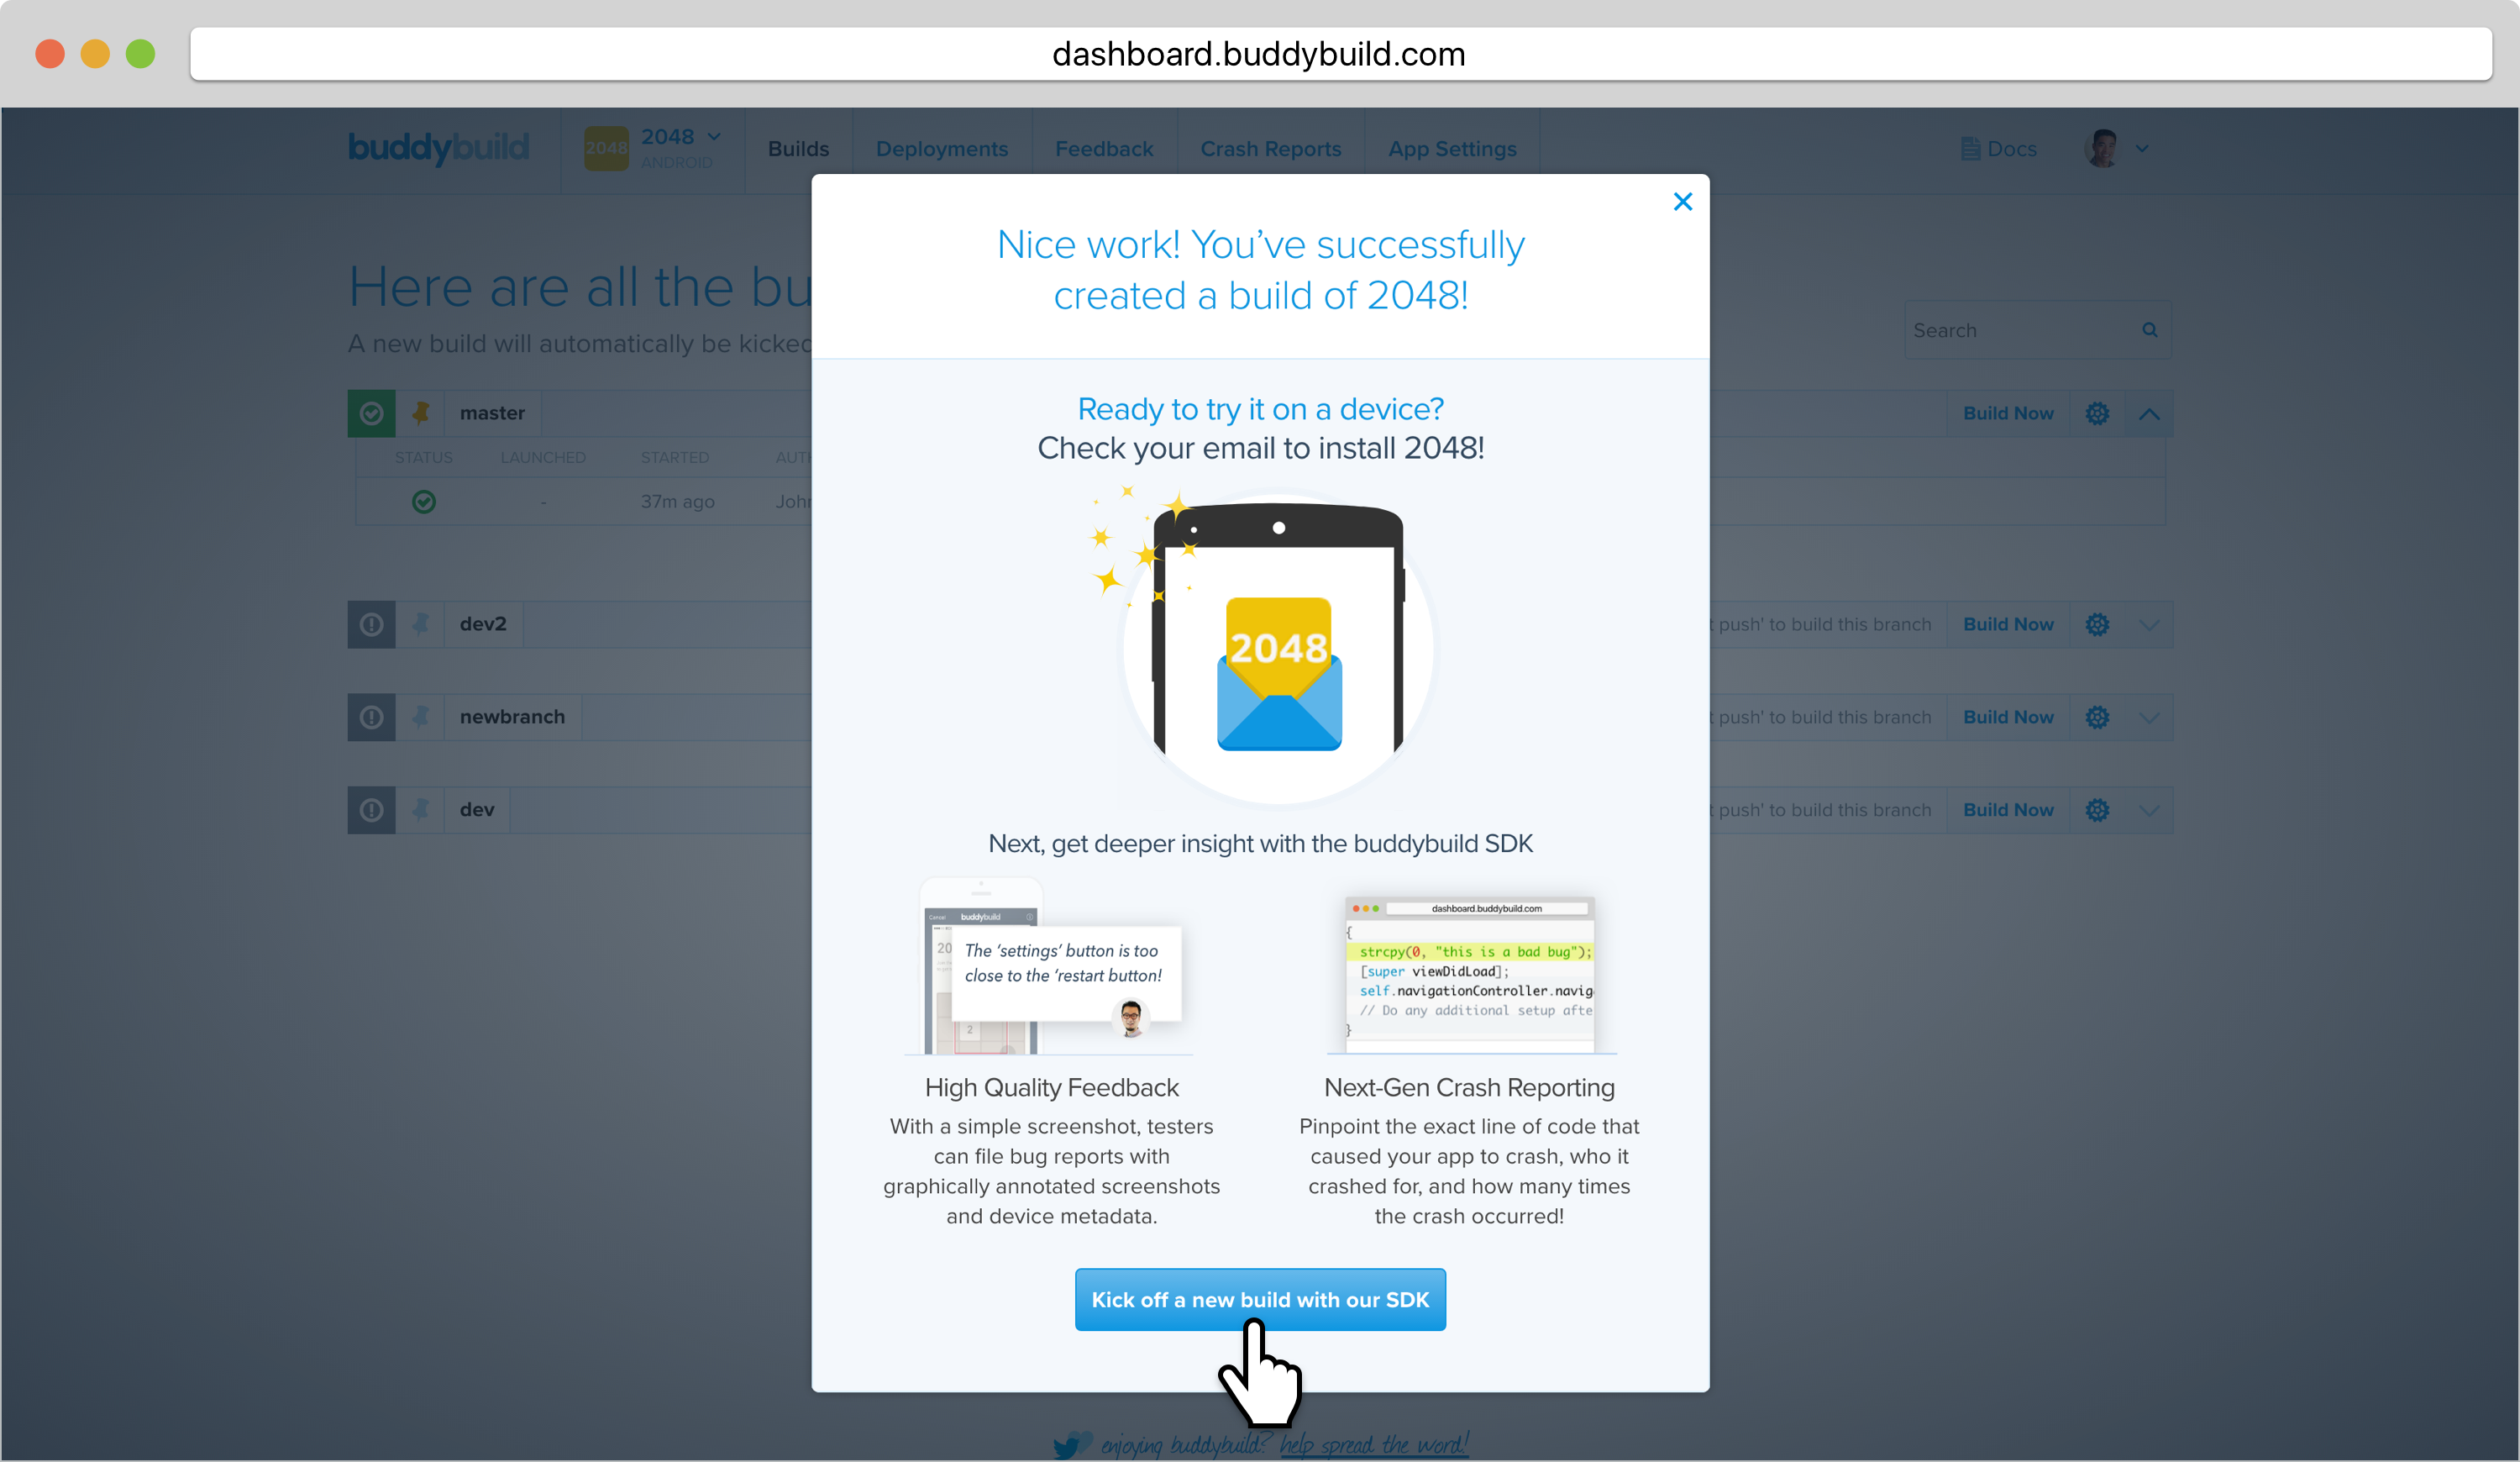 dashboard.buddybuild.com
buddybuild
2048
2048
ANDROID
Builds
Deployments
Feedback
Crash Reports
App Settings
Docs
Nice work! You’ve successfully
created a build of 2048!
Here are all the bu
A new build will automatically be kicked
Search
master
Build Now
STATUS
LAUNCHED
STARTED
AUTH
-
37m ago
John
dev2
t push' to build this branch
Build Now
newbranch
t push' to build this branch
Build Now
dev
t push' to build this branch
Build Now
Ready to try it on a device?
Check your email to install 2048!
2048
Next, get deeper insight with the buddybuild SDK
Cancel
buddybuild
20
The ‘settings’ button is too
close to the ‘restart button!
2
dashboard.buddybuild.com
{
strcpy(0, "this is a bad bug");
[super viewDidLoad];
self.navigationController.navig
// Do any additional setup afte
}
High Quality Feedback
With a simple screenshot, testers
can file bug reports with
graphically annotated screenshots
and device metadata.
Next-Gen Crash Reporting
Pinpoint the exact line of code that
caused your app to crash, who it
crashed for, and how many times
the crash occurred!
Kick off a new build with our SDK
enjoying buddybuild? help spread the word!